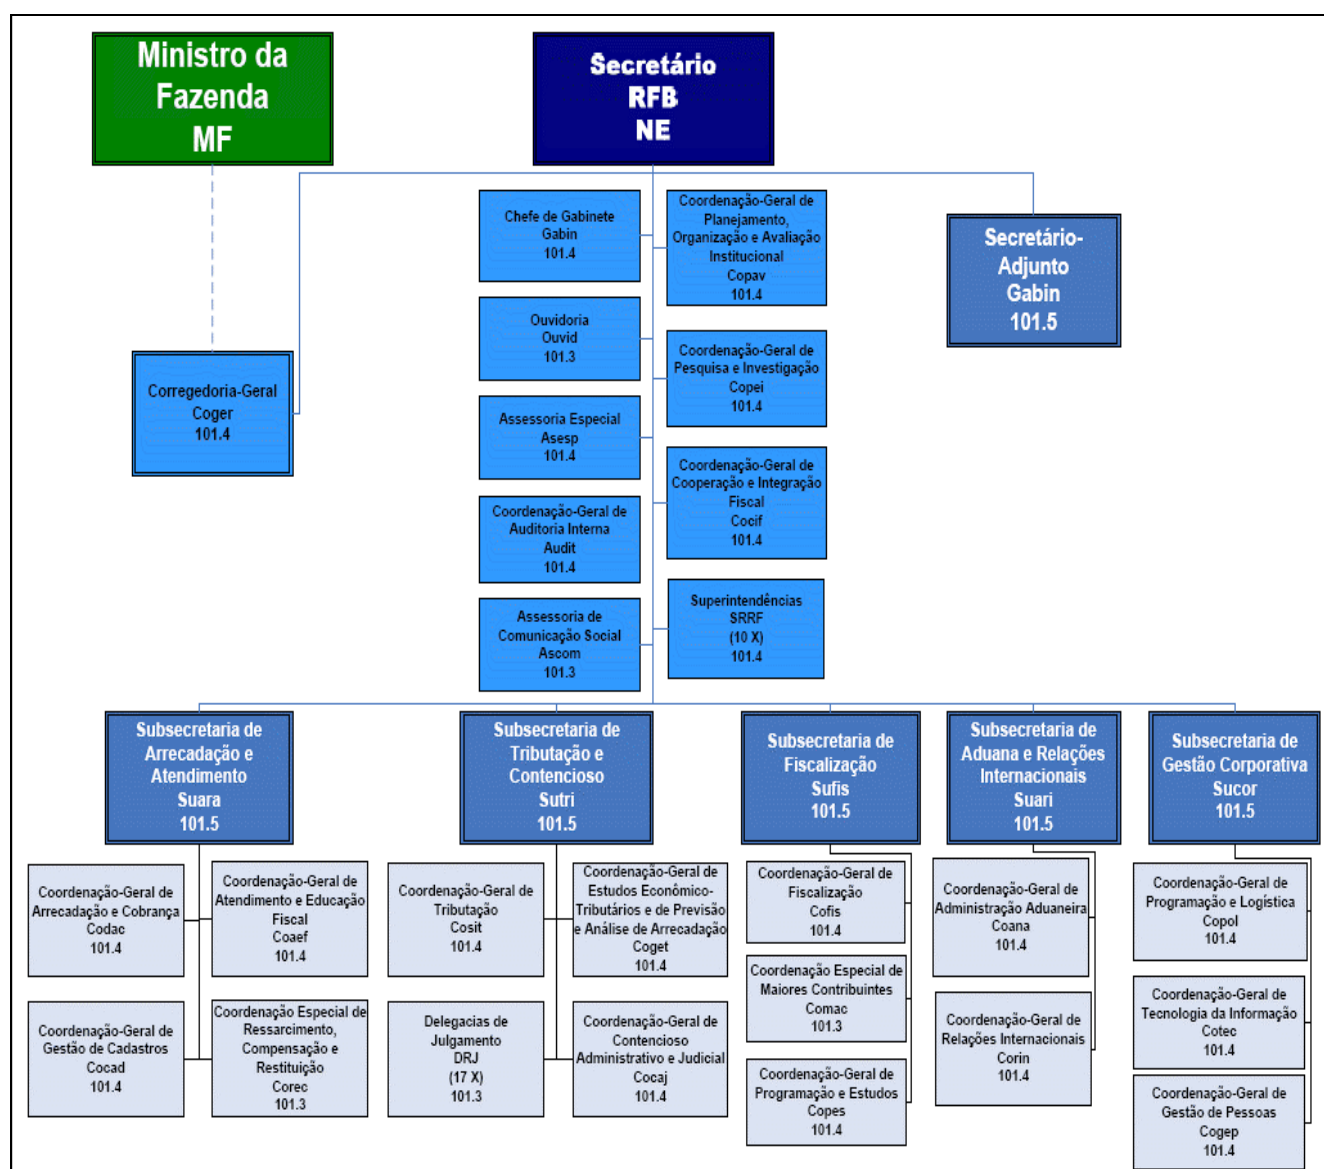 Ministro da
Fazenda
MF
Secretário
RFB
NE
Chefe de Gabinete
Gabin
101.4
Coordenação-Geral de
Planejamento,
Organização e Avaliação
Institucional
Copav
101.4
Secretário-
Adjunto
Gabin
101.5
Ouvidoria
Ouvid
101.3
Coordenação-Geral de
Pesquisa e Investigação
Copei
101.4
Corregedoria-Geral
Coger
101.4
Assessoria Especial
Asesp
101.4
Coordenação-Geral de
Cooperação e Integração
Fiscal
Cocif
101.4
Coordenação-Geral de
Auditoria Interna
Audit
101.4
Superintendências
SRRF
(10 X)
101.4
Assessoria de
Comunicação Social
Ascom
101.3
Subsecretaria de
Arrecadação e
Atendimento
Suara
101.5
Subsecretaria de
Tributação e
Contencioso
Sutri
101.5
Subsecretaria de
Fiscalização
Sufis
101.5
Subsecretaria de
Aduana e Relações
Internacionais
Suari
101.5
Subsecretaria de
Gestão Corporativa
Sucor
101.5
Coordenação-Geral de
Arrecadação e Cobrança
Codac
101.4
Coordenação-Geral de
Atendimento e Educação
Fiscal
Coaef
101.4
Coordenação-Geral de
Tributação
Cosit
101.4
Coordenação-Geral de
Estudos Econômico-
Tributários e de Previsão
e Análise de Arrecadação
Coget
101.4
Coordenação-Geral de
Fiscalização
Cofis
101.4
Coordenação-Geral de
Administração Aduaneira
Coana
101.4
Coordenação-Geral de
Programação e Logística
Copol
101.4
Coordenação-Geral de
Gestão de Cadastros
Cocad
101.4
Coordenação Especial de
Ressarcimento,
Compensação e
Restituição
Corec
101.3
Delegacias de
Julgamento
DRJ
(17 X)
101.3
Coordenação-Geral de
Contencioso
Administrativo e Judicial
Cocaj
101.4
Coordenação Especial de
Maiores Contribuintes
Comac
101.3
Coordenação-Geral de
Relações Internacionais
Corin
101.4
Coordenação-Geral de
Tecnologia da Informação
Cotec
101.4
Coordenação-Geral de
Programação e Estudos
Copes
101.4
Coordenação-Geral de
Gestão de Pessoas
Cogep
101.4